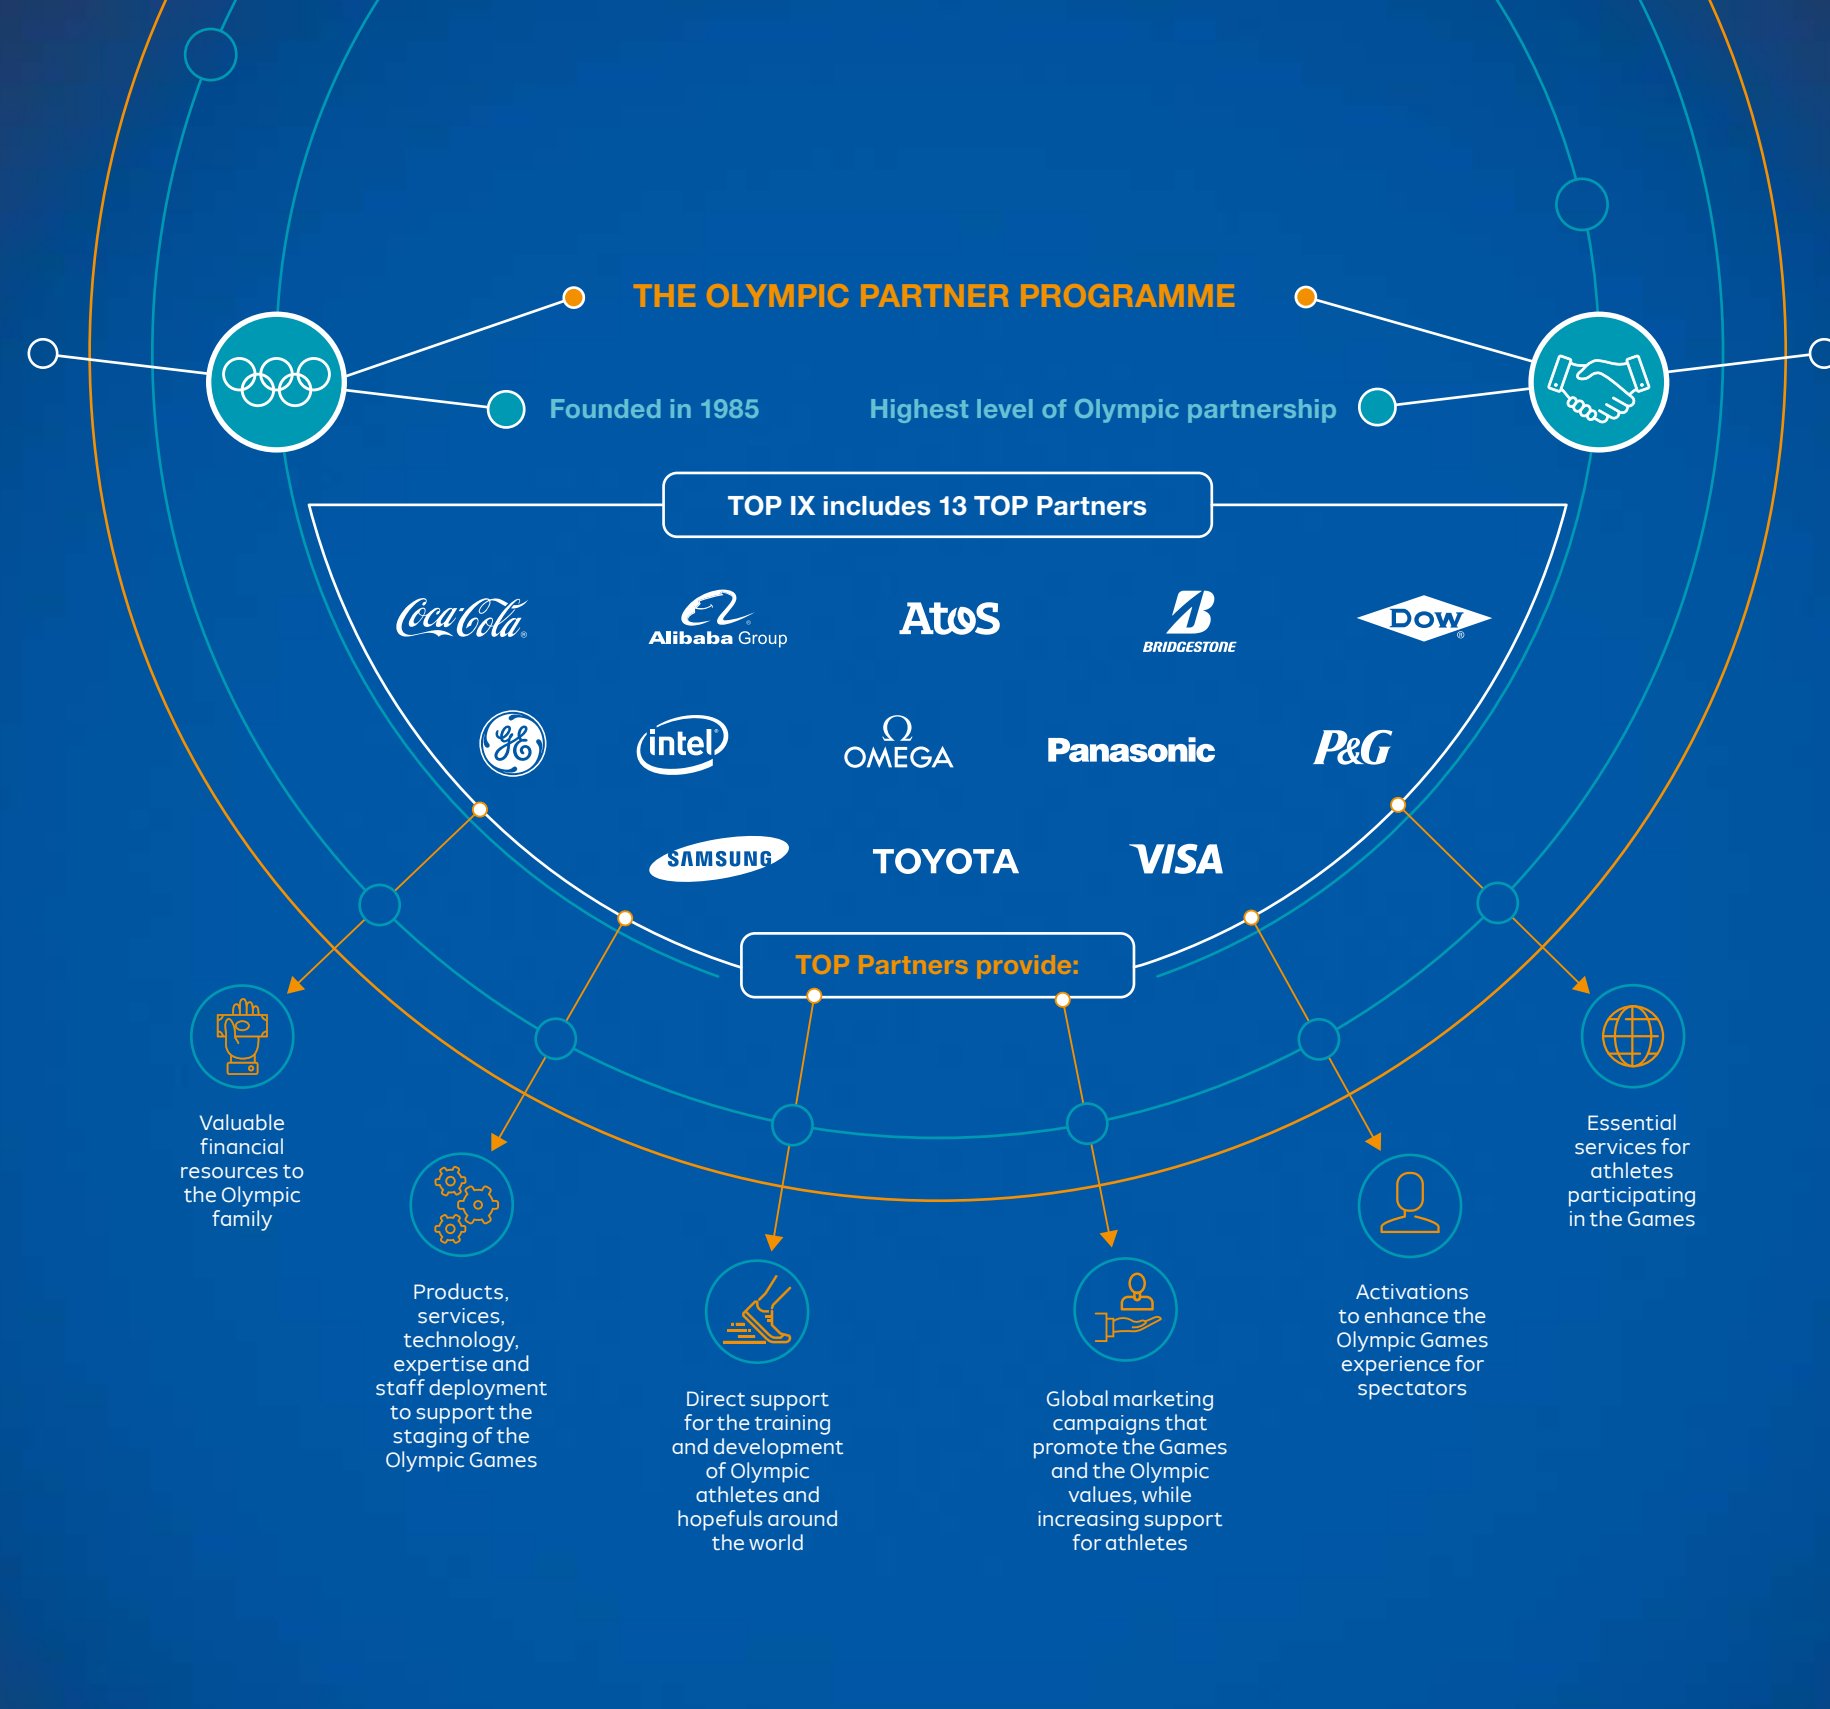 THE OLYMPIC PARTNER PROGRAMME
Founded in 1985
Highest level of Olympic partnership
TOP IX includes 13 TOP Partners
Coca-Cola®
Alibaba Group®
Atos
BRIDGESTONE
DOW®
GE
intel®
Ω
OMEGA
Panasonic
P&G
SAMSUNG
TOYOTA
VISA
TOP Partners provide:
Valuable
financial
resources to
the Olympic
family
Products,
services,
technology,
expertise and
staff deployment
to support the
staging of the
Olympic Games
Direct support
for the training
and development
of Olympic
athletes and
hopefuls around
the world
Global marketing
campaigns that
promote the Games
and the Olympic
values, while
increasing support
for athletes
Activations
to enhance the
Olympic Games
experience for
spectators
Essential
services for
athletes
participating
in the Games